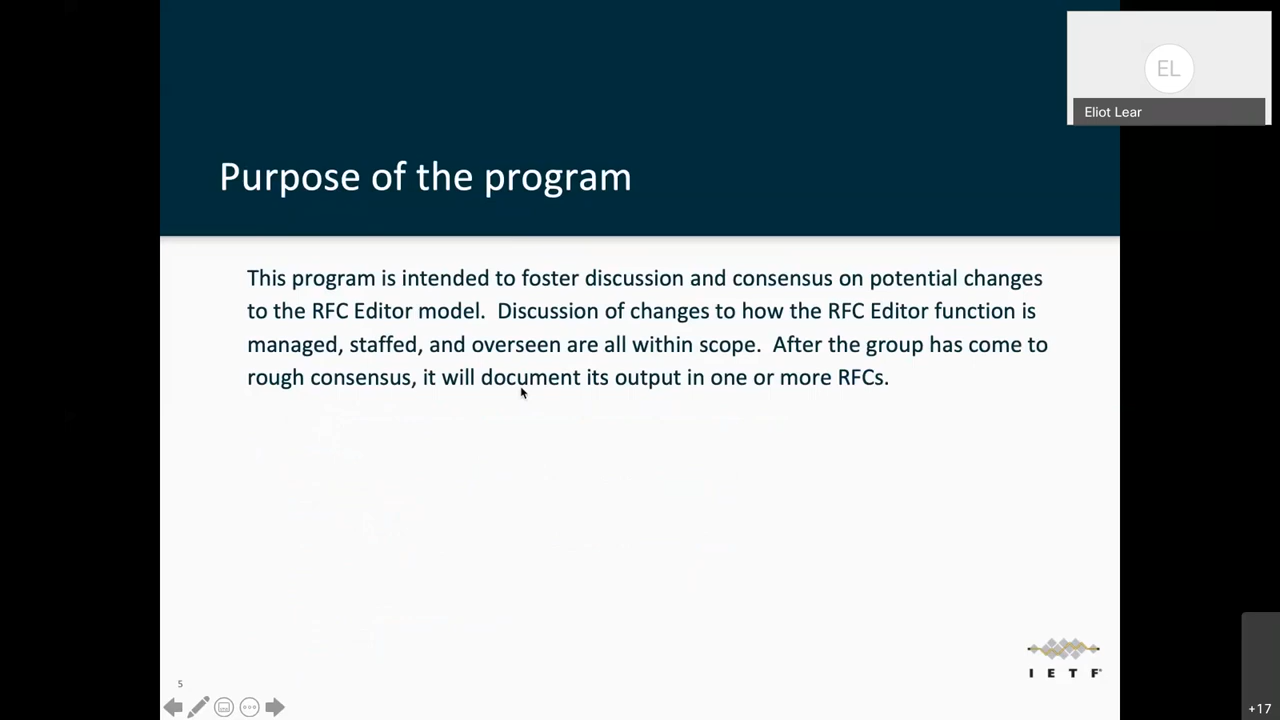 EL
Eliot Lear
Purpose of the program
This program is intended to foster discussion and consensus on potential changes
to the RFC Editor model.  Discussion of changes to how the RFC Editor function is
managed, staffed, and overseen are all within scope.  After the group has come to
rough consensus, it will document its output in one or more RFCs.
I E T F
5
+17